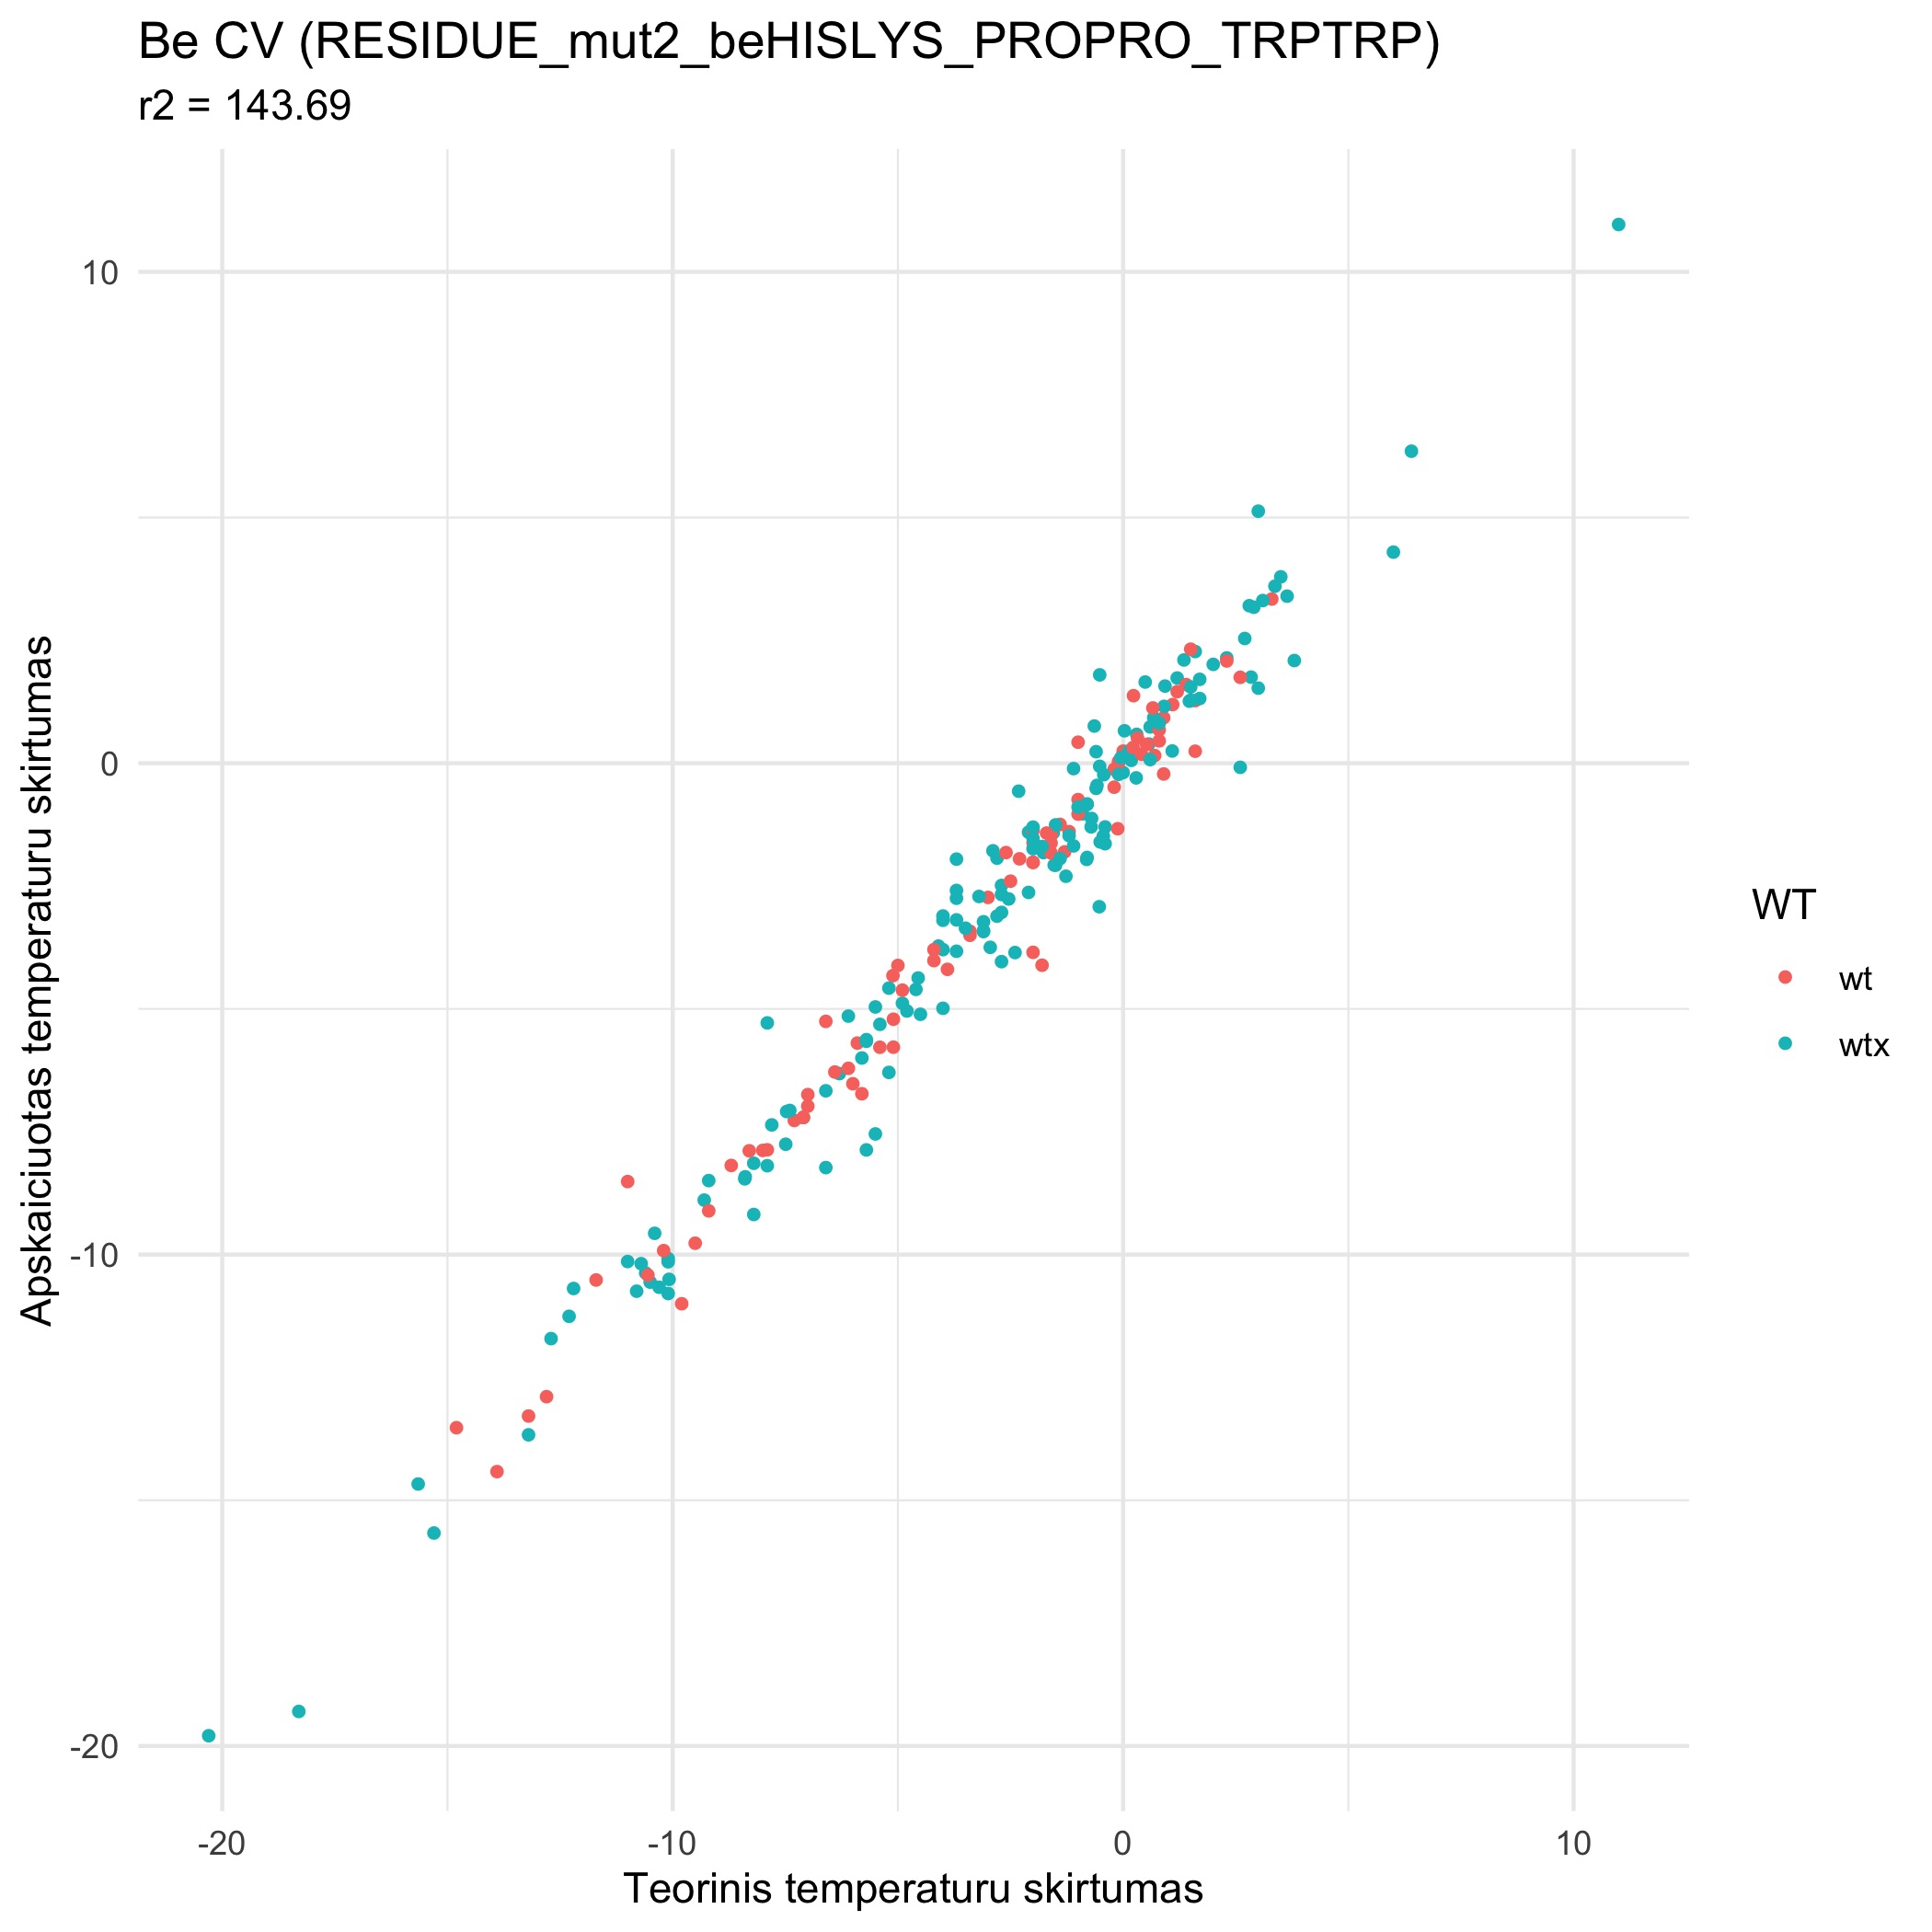 Be CV (RESIDUE_mut2_beHISLYS_PROPRO_TRPTRP)
r2 = 143.69
10
0
-10
-20
Apskaiciuotas temperaturu skirtumas
-20
-10
0
10
Teorinis temperaturu skirtumas
WT
wt
wtx